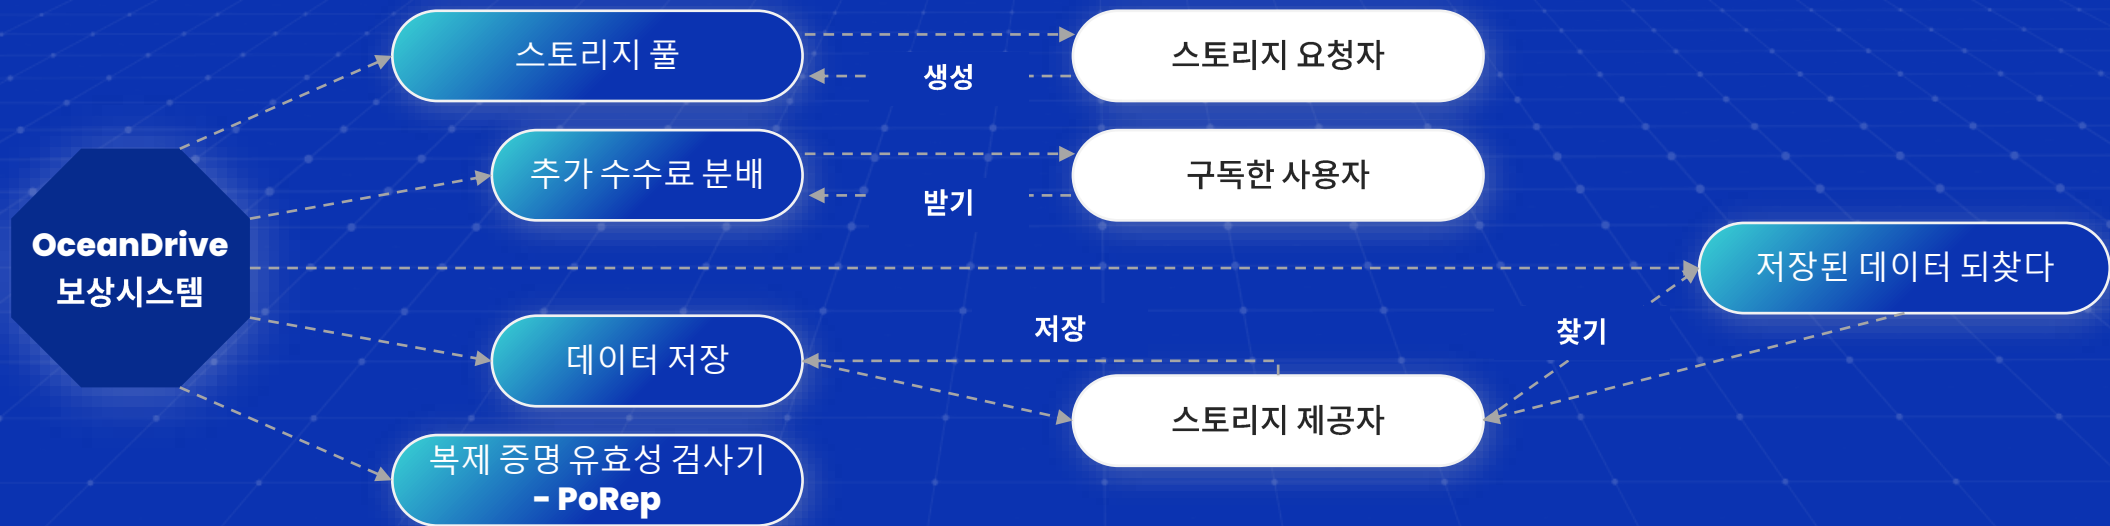 스토리지 풀
스토리지 요청자
생성
추가 수수료 분배
구독한 사용자
받기
OceanDrive
보상시스템
저장된 데이터 되찾다
저장
찾기
데이터 저장
스토리지 제공자
복제 증명 유효성 검사기
- PoRep